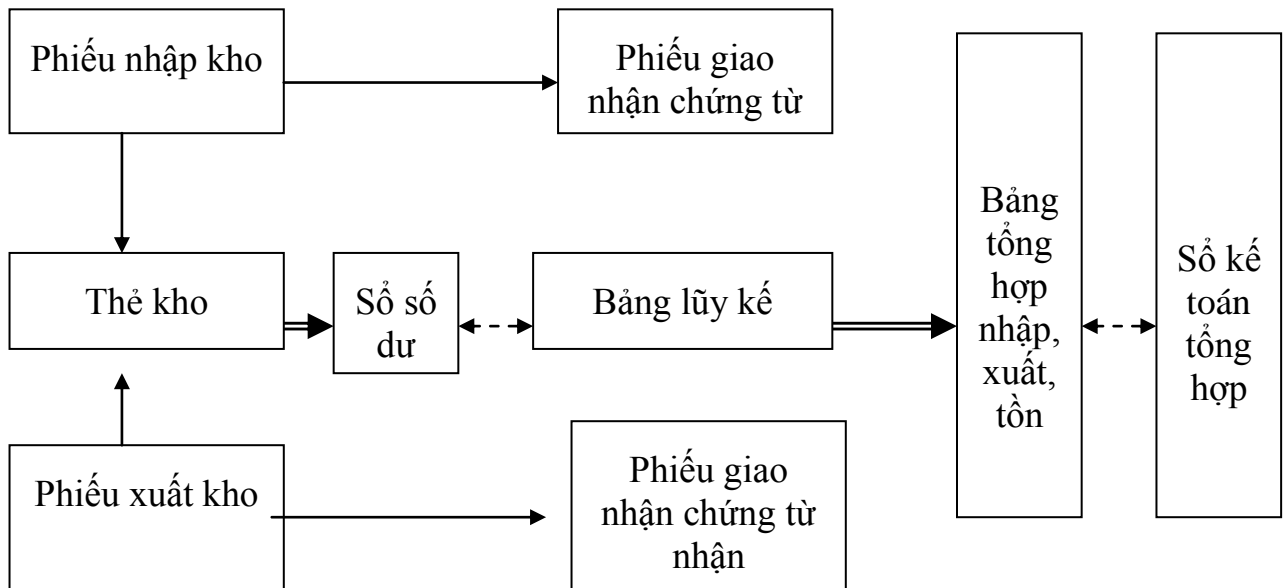 Phiếu nhập kho
Phiếu giao
nhận chứng từ
Thẻ kho
Sổ số
dư
Bảng lũy kế
Bảng
tổng
hợp
nhập,
xuất,
tồn
Sổ kế
toán
tổng
hợp
Phiếu xuất kho
Phiếu giao
nhận chứng từ
nhận